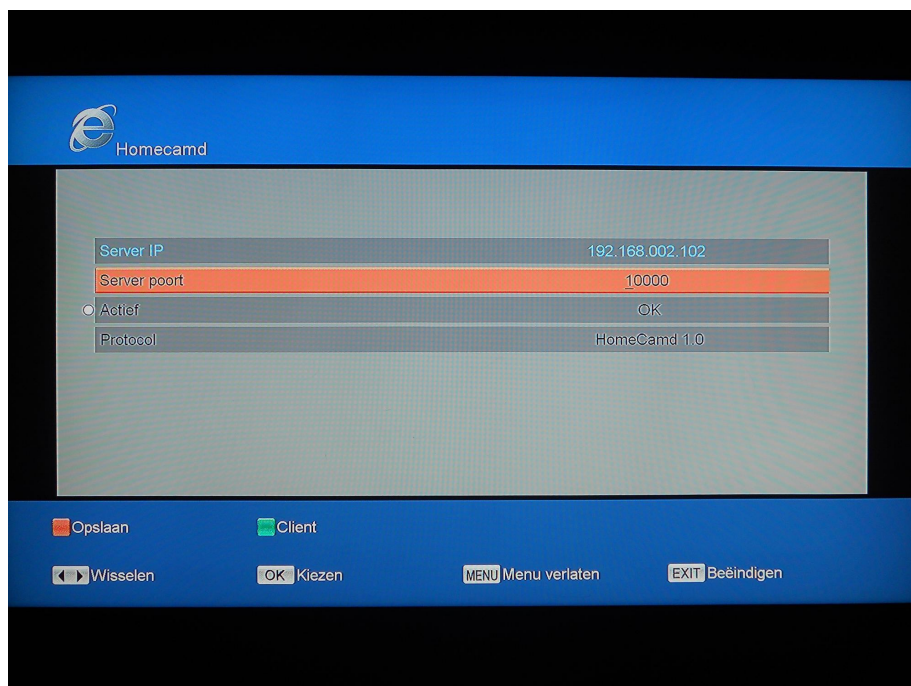 Homecamd
Server IP 192.168.002.102
Server poort 10000
Actief OK
Protocol HomeCamd 1.0
Opslaan Client
Wisselen OK Kiezen MENU Menu verlaten EXIT Beëindigen